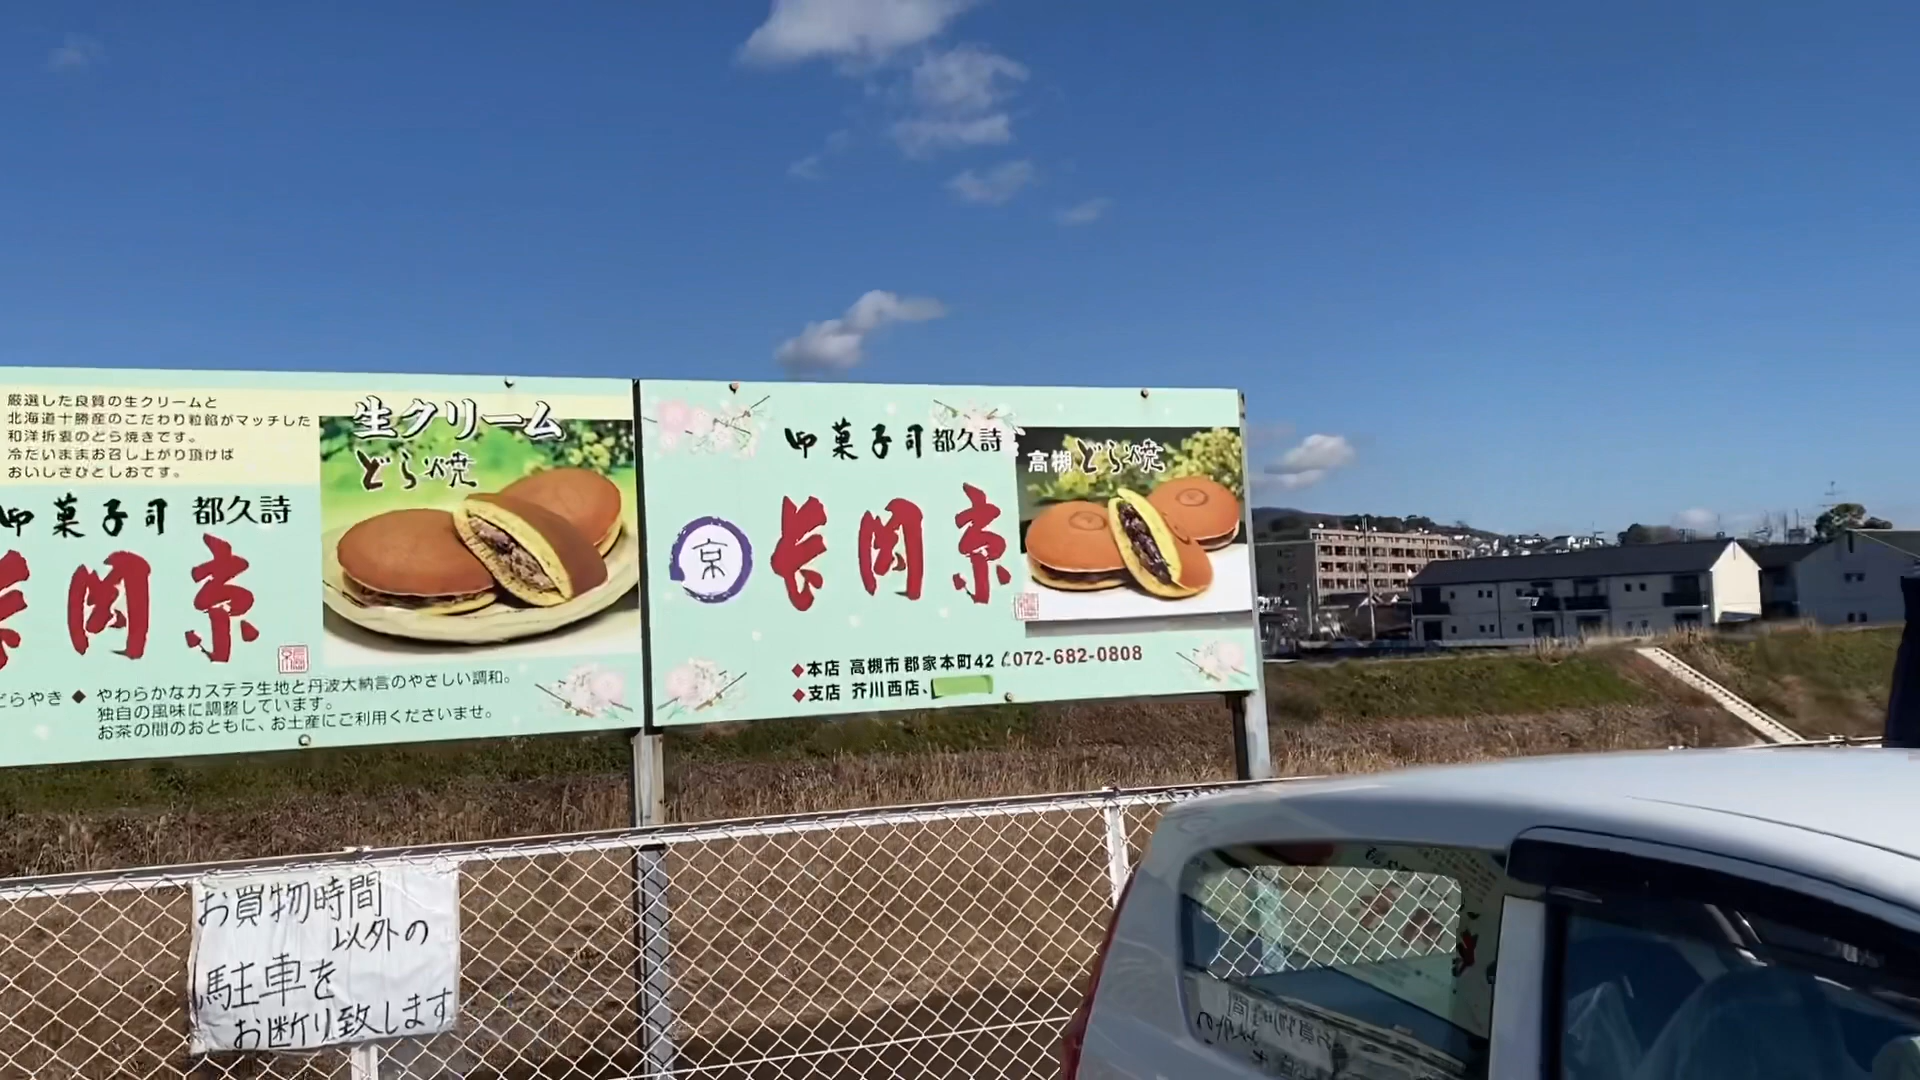 厳選した良質の生クリームと
北海道十勝産のこだわり粒餡がマッチした
和洋折衷のどら焼きです。
冷たいままお召し上がり頂けば
おいしさひとしおです。
生クリーム
どら焼
御菓子司 都久詩
長岡京
どらやき ◆ やわらかなカステラ生地と丹波大納言のやさしい調和。
独自の風味に調整しています。
お茶の間のおともに、お土産にご利用くださいませ。
御菓子司 都久詩
京 長岡京
高槻どら焼
◆本店 高槻市郡家本町42 072-682-0808
◆支店 芥川西店、
お買物時間
以外の
駐車を
お断り致します